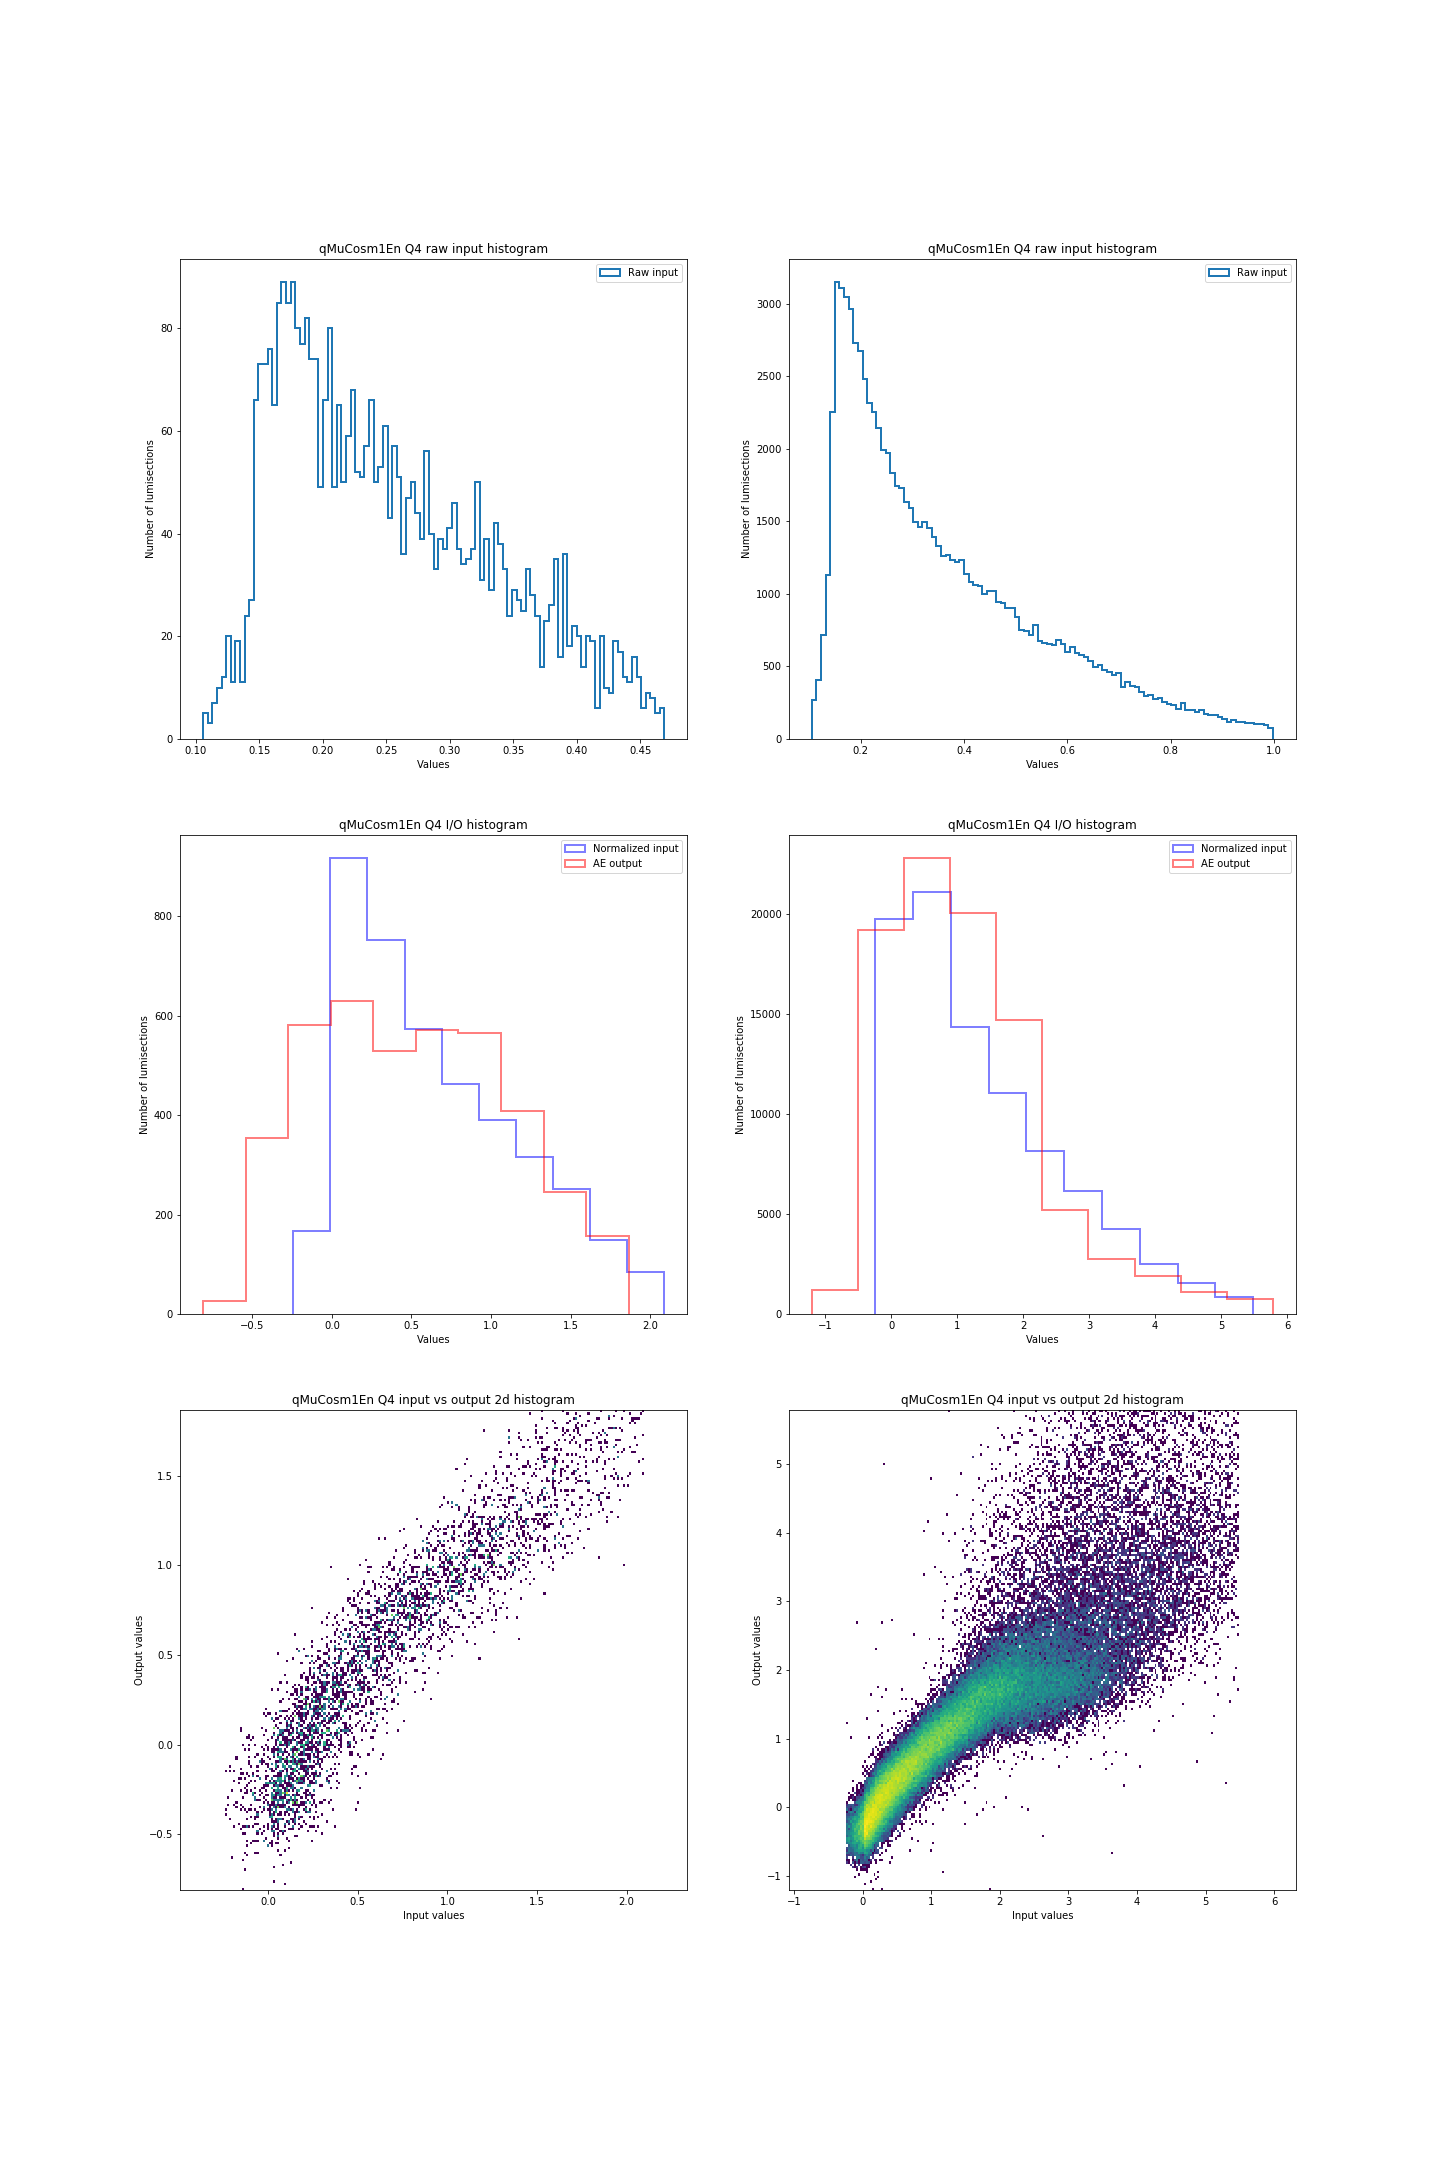 qMuCosm1En Q4 raw input histogram
Raw input
Number of lumisections
80
60
40
20
0
0.10 0.15 0.20 0.25 0.30 0.35 0.40 0.45
Values
qMuCosm1En Q4 raw input histogram
Raw input
Number of lumisections
3000
2500
2000
1500
1000
500
0
0.2 0.4 0.6 0.8 1.0
Values
qMuCosm1En Q4 I/O histogram
Normalized input
AE output
Number of lumisections
800
600
400
200
0
−0.5 0.0 0.5 1.0 1.5 2.0
Values
qMuCosm1En Q4 I/O histogram
Normalized input
AE output
Number of lumisections
20000
15000
10000
5000
0
−1 0 1 2 3 4 5 6
Values
qMuCosm1En Q4 input vs output 2d histogram
Output values
1.5
1.0
0.5
0.0
−0.5
0.0 0.5 1.0 1.5 2.0
Input values
qMuCosm1En Q4 input vs output 2d histogram
Output values
5
4
3
2
1
0
−1
−1 0 1 2 3 4 5 6
Input values